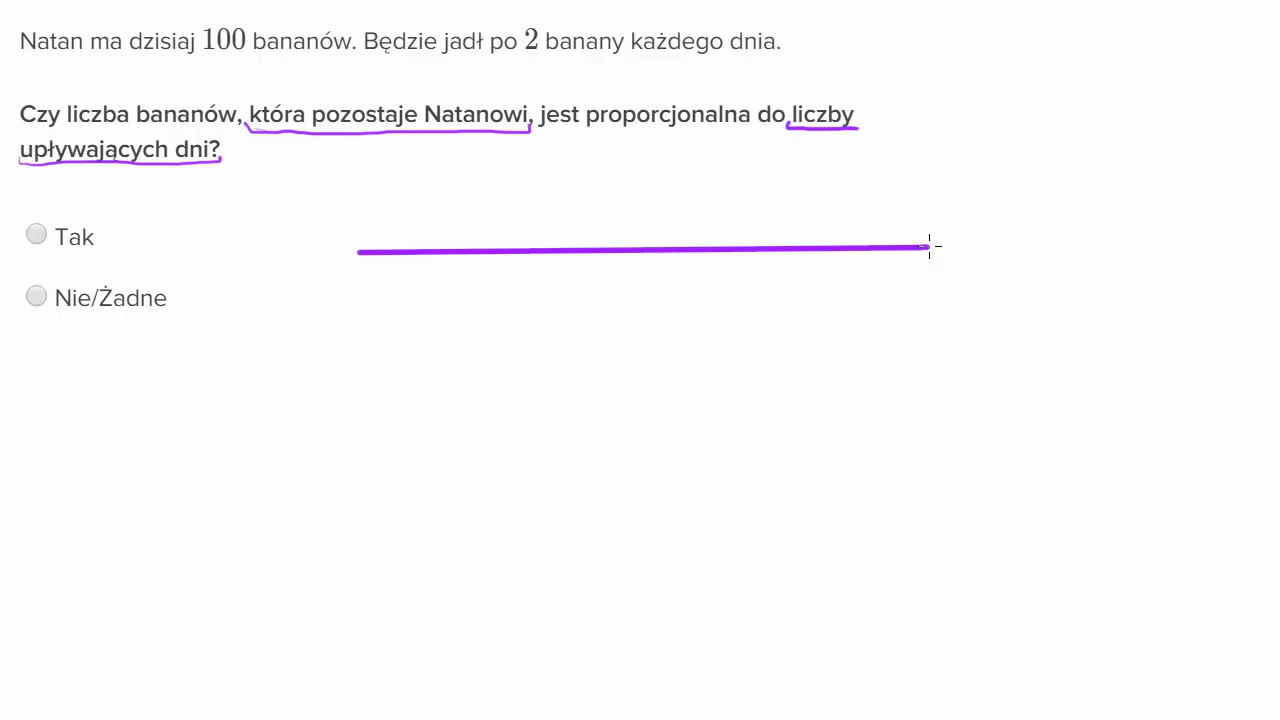 Natan ma dzisiaj 100 bananów. Będzie jadł po 2 banany każdego dnia.
Czy liczba bananów, która pozostaje Natanowi, jest proporcjonalna do liczby
upływających dni?
Tak
Nie/Żadne